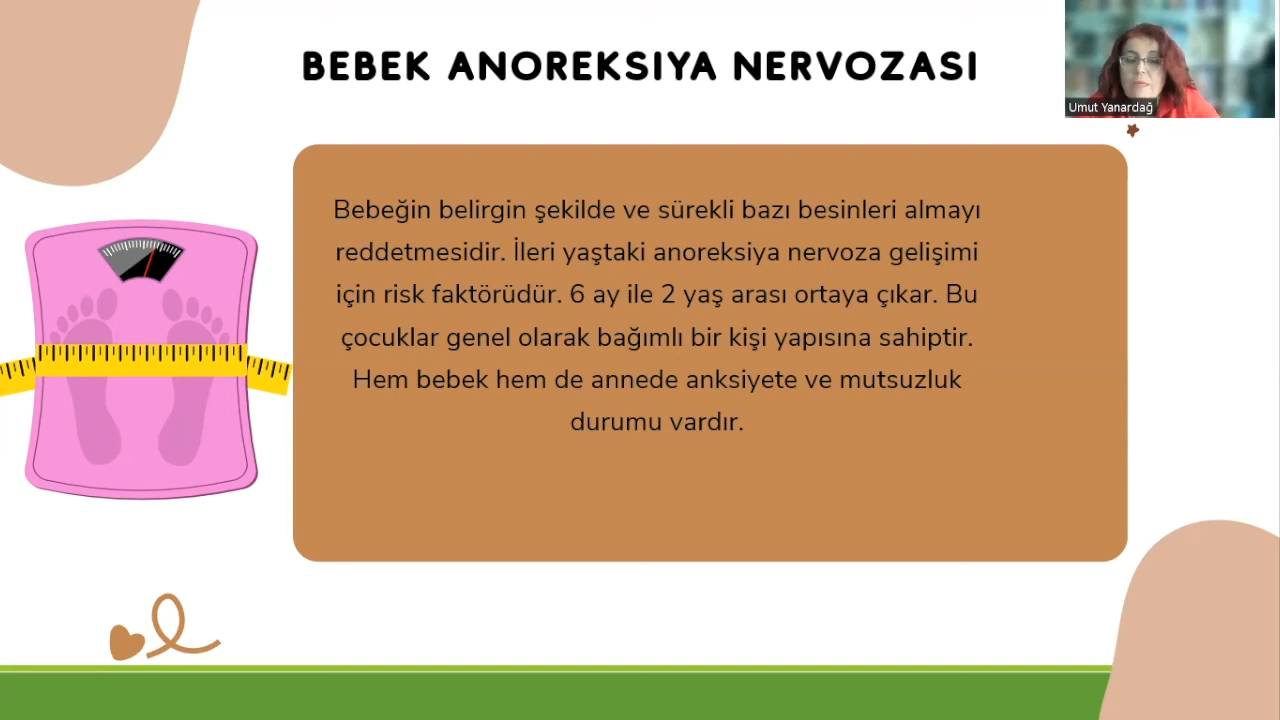 BEBEK ANOREKSIYA NERVOZASI
Umut Yanardağ
Bebeğin belirgin şekilde ve sürekli bazı besinleri almayı
reddetmesidir. İleri yaştaki anoreksiya nervoza gelişimi
için risk faktörüdür. 6 ay ile 2 yaş arası ortaya çıkar. Bu
çocuklar genel olarak bağımlı bir kişi yapısına sahiptir.
Hem bebek hem de annede anksiyete ve mutsuzluk
durumu vardır.